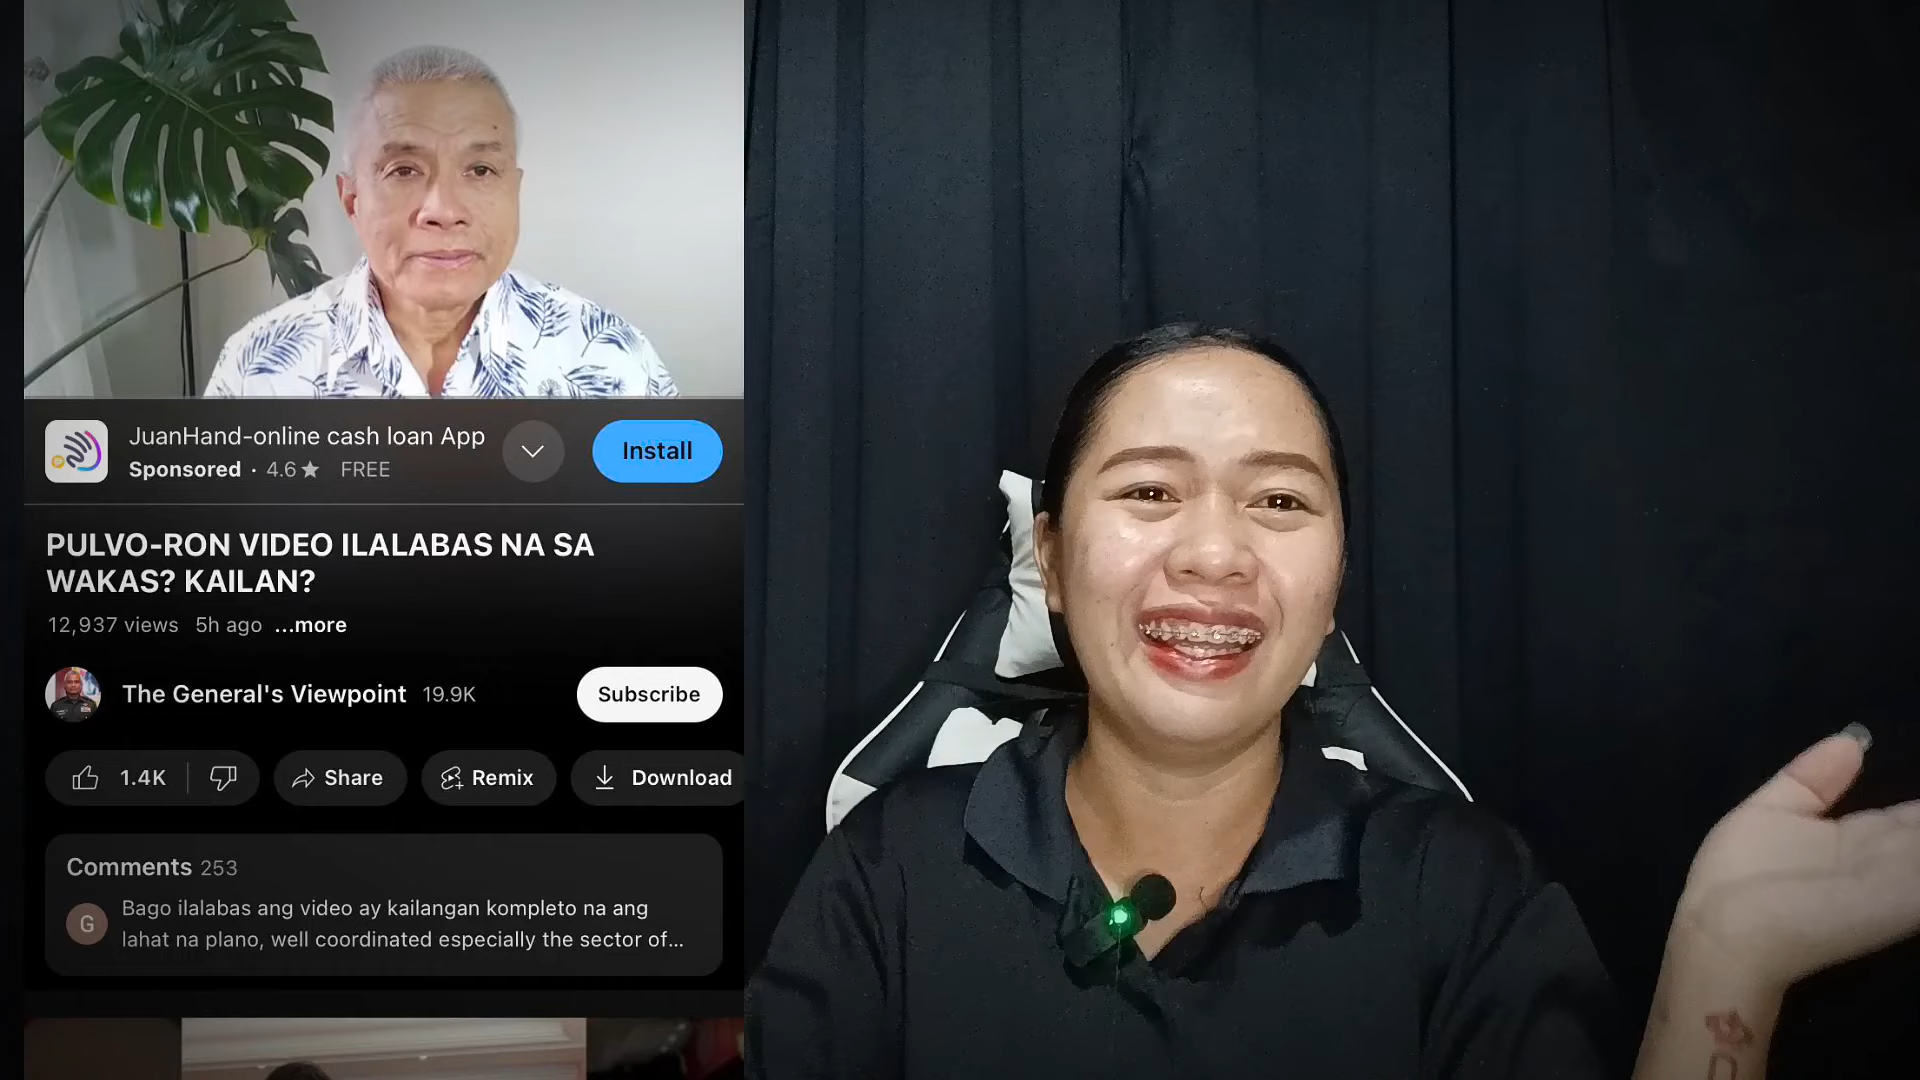 JuanHand-online cash loan App
Sponsored · 4.6★ FREE
Install
PULVO-RON VIDEO ILALABAS NA SA
WAKAS? KAILAN?
12,937 views 5h ago ...more
The General's Viewpoint 19.9K
Subscribe
1.4K
Share
Remix
Download
Comments 253
G
Bago ilalabas ang video ay kailangan kompleto na ang
lahat na plano, well coordinated especially the sector of...